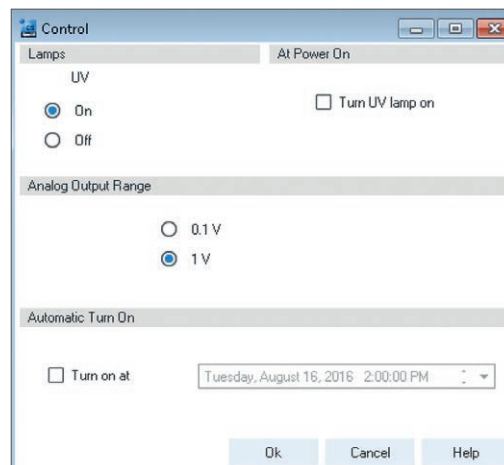 Control
Lamps
At Power On
UV
On
Turn UV lamp on
Off
Analog Output Range
0.1 V
1 V
Automatic Turn On
Turn on at
Tuesday, August 16, 2016 2:00:00 PM
Ok Cancel Help